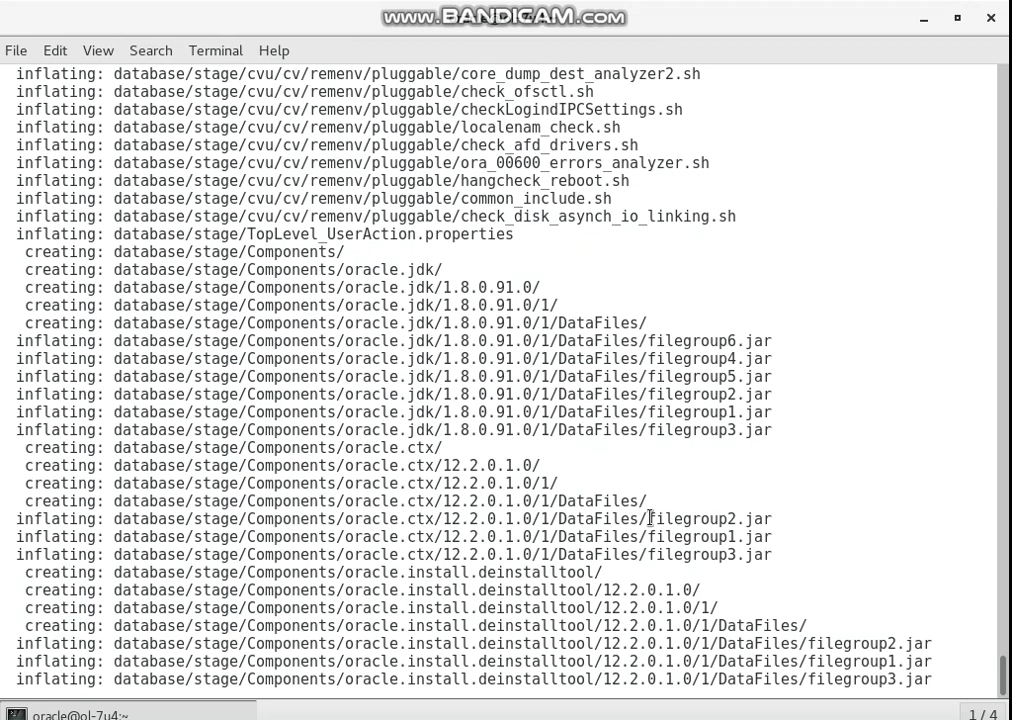 www.BANDICAM.com
File Edit View Search Terminal Help
inflating: database/stage/cvu/cv/remenv/pluggable/core_dump_dest_analyzer2.sh
inflating: database/stage/cvu/cv/remenv/pluggable/check_ofsctl.sh
inflating: database/stage/cvu/cv/remenv/pluggable/checkLogindIPCSettings.sh
inflating: database/stage/cvu/cv/remenv/pluggable/localenam_check.sh
inflating: database/stage/cvu/cv/remenv/pluggable/check_afd_drivers.sh
inflating: database/stage/cvu/cv/remenv/pluggable/ora_00600_errors_analyzer.sh
inflating: database/stage/cvu/cv/remenv/pluggable/hangcheck_reboot.sh
inflating: database/stage/cvu/cv/remenv/pluggable/common_include.sh
inflating: database/stage/cvu/cv/remenv/pluggable/check_disk_asynch_io_linking.sh
inflating: database/stage/TopLevel_UserAction.properties
creating: database/stage/Components/
creating: database/stage/Components/oracle.jdk/
creating: database/stage/Components/oracle.jdk/1.8.0.91.0/
creating: database/stage/Components/oracle.jdk/1.8.0.91.0/1/
creating: database/stage/Components/oracle.jdk/1.8.0.91.0/1/DataFiles/
inflating: database/stage/Components/oracle.jdk/1.8.0.91.0/1/DataFiles/filegroup6.jar
inflating: database/stage/Components/oracle.jdk/1.8.0.91.0/1/DataFiles/filegroup4.jar
inflating: database/stage/Components/oracle.jdk/1.8.0.91.0/1/DataFiles/filegroup5.jar
inflating: database/stage/Components/oracle.jdk/1.8.0.91.0/1/DataFiles/filegroup2.jar
inflating: database/stage/Components/oracle.jdk/1.8.0.91.0/1/DataFiles/filegroup1.jar
inflating: database/stage/Components/oracle.jdk/1.8.0.91.0/1/DataFiles/filegroup3.jar
creating: database/stage/Components/oracle.ctx/
creating: database/stage/Components/oracle.ctx/12.2.0.1.0/
creating: database/stage/Components/oracle.ctx/12.2.0.1.0/1/
creating: database/stage/Components/oracle.ctx/12.2.0.1.0/1/DataFiles/
inflating: database/stage/Components/oracle.ctx/12.2.0.1.0/1/DataFiles/filegroup2.jar
inflating: database/stage/Components/oracle.ctx/12.2.0.1.0/1/DataFiles/filegroup1.jar
inflating: database/stage/Components/oracle.ctx/12.2.0.1.0/1/DataFiles/filegroup3.jar
creating: database/stage/Components/oracle.install.deinstalltool/
creating: database/stage/Components/oracle.install.deinstalltool/12.2.0.1.0/
creating: database/stage/Components/oracle.install.deinstalltool/12.2.0.1.0/1/
creating: database/stage/Components/oracle.install.deinstalltool/12.2.0.1.0/1/DataFiles/
inflating: database/stage/Components/oracle.install.deinstalltool/12.2.0.1.0/1/DataFiles/filegroup2.jar
inflating: database/stage/Components/oracle.install.deinstalltool/12.2.0.1.0/1/DataFiles/filegroup1.jar
inflating: database/stage/Components/oracle.install.deinstalltool/12.2.0.1.0/1/DataFiles/filegroup3.jar
oracle@ol-7u4:~ 1 / 4